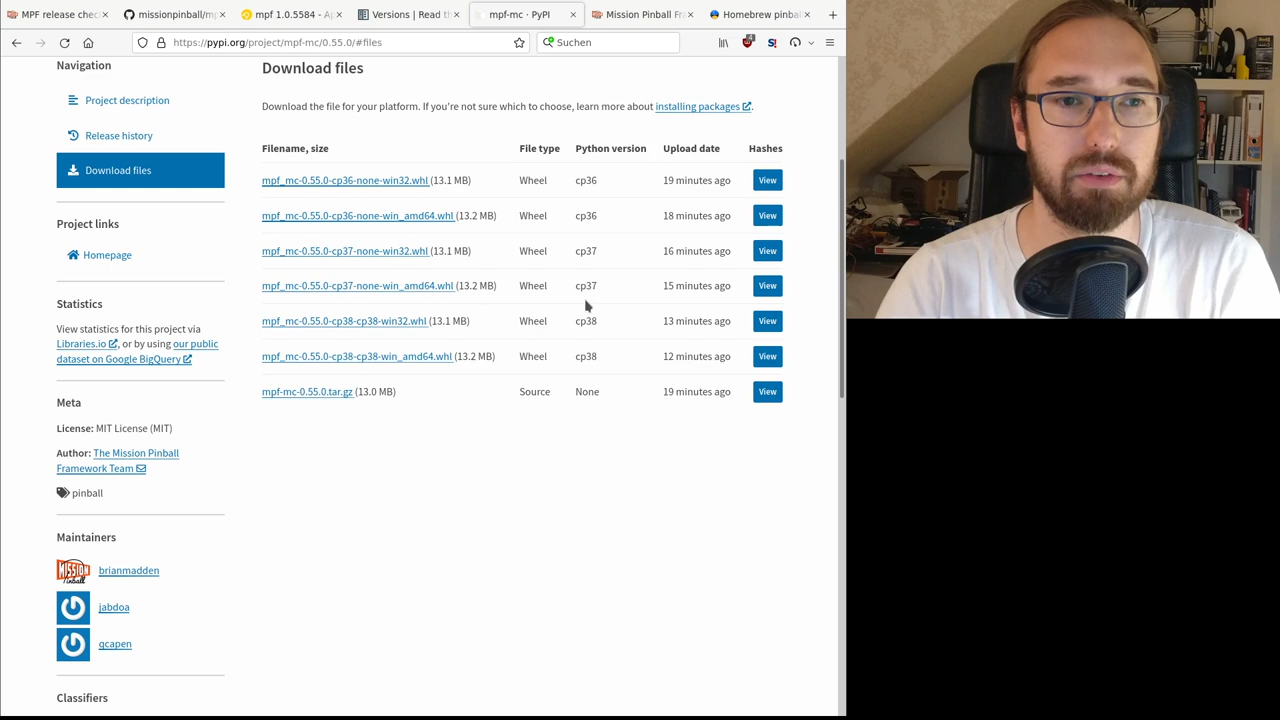 MPF release chec
missionpinball/mp
mpf 1.0.5584 - Ap
Versions | Read th
mpf-mc · PyPI
Mission Pinball Fra
Homebrew pinbal
https://pypi.org/project/mpf-mc/0.55.0/#files
Suchen
Navigation
Project description
Release history
Download files
Project links
Homepage
Statistics
View statistics for this project via
Libraries.io, or by using our public
dataset on Google BigQuery
Meta
License: MIT License (MIT)
Author: The Mission Pinball
Framework Team
pinball
Maintainers
brianmadden
jabdoa
qcapen
Classifiers
Download files
Download the file for your platform. If you're not sure which to choose, learn more about installing packages.
Filename, size File type Python version Upload date Hashes
mpf_mc-0.55.0-cp36-none-win32.whl (13.1 MB) Wheel cp36 19 minutes ago View
mpf_mc-0.55.0-cp36-none-win_amd64.whl (13.2 MB) Wheel cp36 18 minutes ago View
mpf_mc-0.55.0-cp37-none-win32.whl (13.1 MB) Wheel cp37 16 minutes ago View
mpf_mc-0.55.0-cp37-none-win_amd64.whl (13.2 MB) Wheel cp37 15 minutes ago View
mpf_mc-0.55.0-cp38-cp38-win32.whl (13.1 MB) Wheel cp38 13 minutes ago View
mpf_mc-0.55.0-cp38-cp38-win_amd64.whl (13.2 MB) Wheel cp38 12 minutes ago View
mpf-mc-0.55.0.tar.gz (13.0 MB) Source None 19 minutes ago View